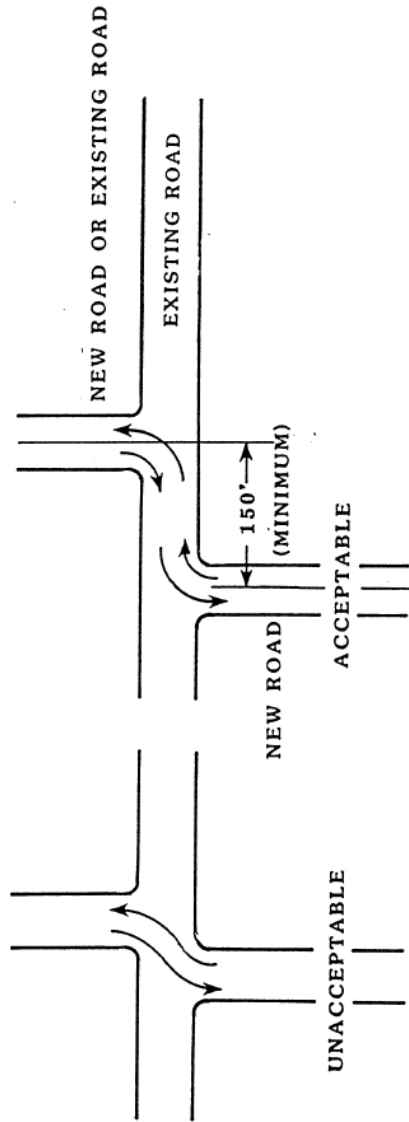 NEW ROAD OR EXISTING ROAD
EXISTING ROAD
150'
(MINIMUM)
NEW ROAD
ACCEPTABLE
UNACCEPTABLE